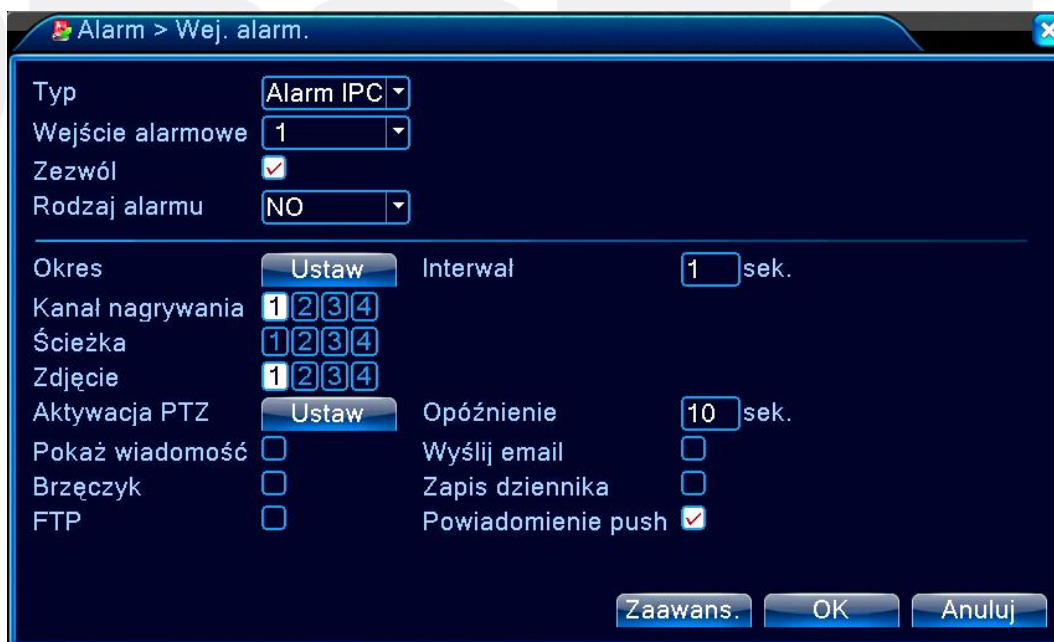 Alarm > Wej. alarm.
Typ Alarm IPC
Wejście alarmowe 1
Zezwól
Rodzaj alarmu NO
Okres Ustaw Interwał 1 sek.
Kanał nagrywania 1 2 3 4
Ścieżka 1 2 3 4
Zdjęcie 1 2 3 4
Aktywacja PTZ Ustaw Opóźnienie 10 sek.
Pokaż wiadomość Wyślij email
Brzęczyk Zapis dziennika
FTP Powiadomienie push
Zaawans. OK Anuluj